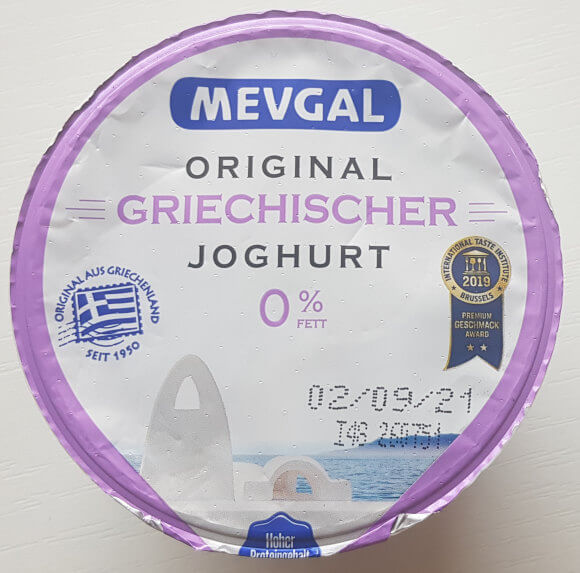 MEVGAL
ORIGINAL
GRIECHISCHER
JOGHURT
0%
FETT
ORIGINAL AUS GRIECHENLAND
SEIT 1950
INTERNATIONAL TASTE INSTITUTE
2019
BRUSSELS
PREMIUM
GESCHMACK
AWARD
02/09/21
Hoher
Proteingehalt